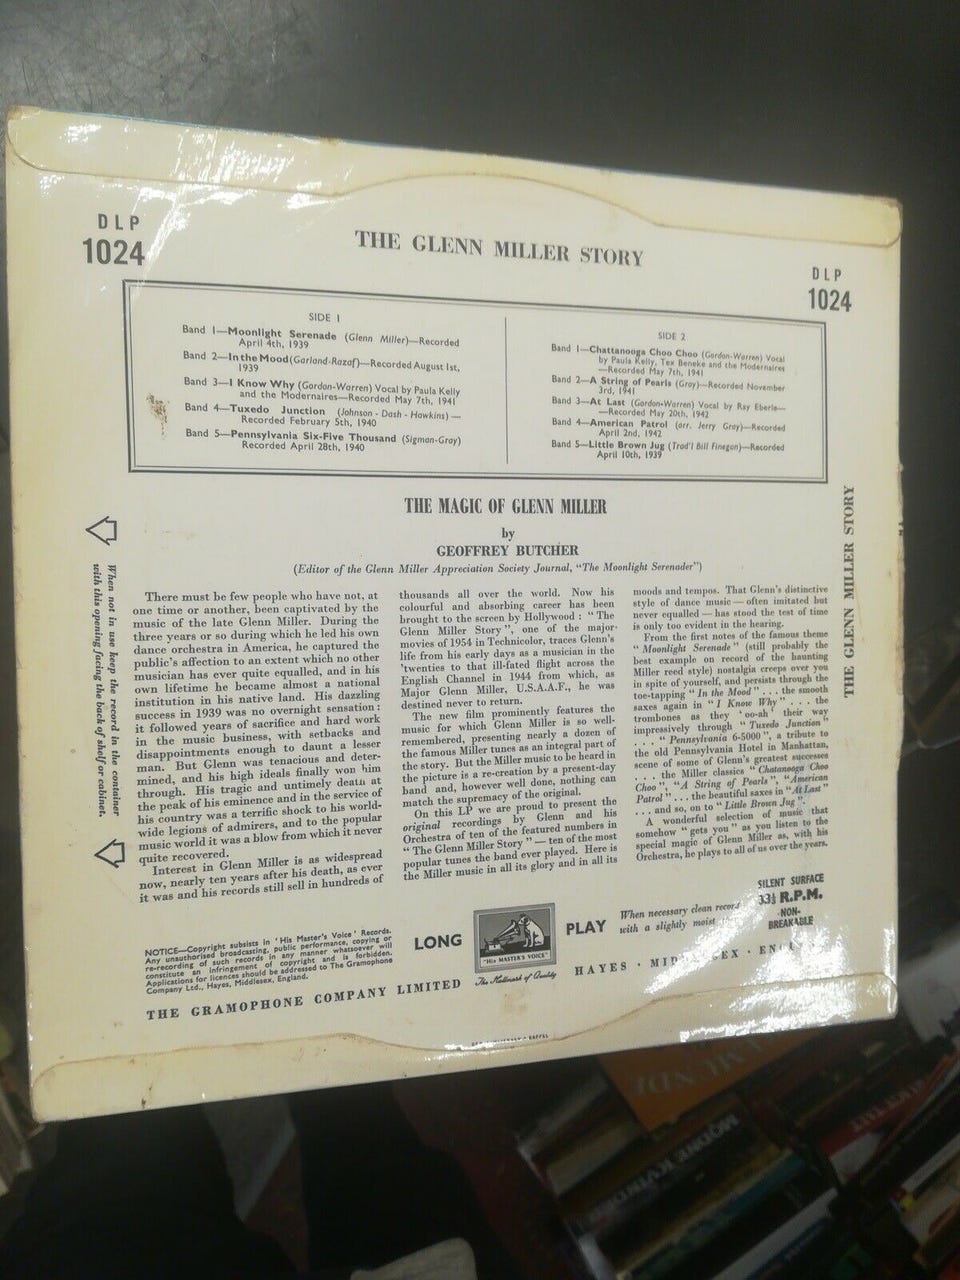 DLP
1024
THE GLENN MILLER STORY
DLP
1024
SIDE 1
Band 1—Moonlight Serenade (Glenn Miller)—Recorded
April 4th, 1939
Band 2—In the Mood (Garland-Razaf)—Recorded August 1st,
1939
Band 3—I Know Why (Gordon-Warren) Vocal by Paula Kelly
and the Modernaires—Recorded May 7th, 1941
Band 4—Tuxedo Junction (Johnson - Dash - Hawkins) —
Recorded February 5th, 1940
Band 5—Pennsylvania Six-Five Thousand (Sigman-Gray)
Recorded April 28th, 1940
SIDE 2
Band 1—Chattanooga Choo Choo (Gordon-Warren) Vocal
by Paula Kelly, Tex Beneke and the Modernaires
—Recorded May 7th, 1941
Band 2—A String of Pearls (Gray)—Recorded November
3rd, 1941
Band 3—At Last (Gordon-Warren) Vocal by Ray Eberle—
—Recorded May 20th, 1942
Band 4—American Patrol (arr. Jerry Gray)—Recorded
April 2nd, 1942
Band 5—Little Brown Jug (Trad'l Bill Finegan)—Recorded
April 10th, 1939
THE MAGIC OF GLENN MILLER
by
GEOFFREY BUTCHER
(Editor of the Glenn Miller Appreciation Society Journal, "The Moonlight Serenader")
There must be few people who have not, at
one time or another, been captivated by the
music of the late Glenn Miller. During the
three years or so during which he led his own
dance orchestra in America, he captured the
public's affection to an extent which no other
musician has ever quite equalled, and in his
own lifetime he became almost a national
institution in his native land. His dazzling
success in 1939 was no overnight sensation :
it followed years of sacrifice and hard work
in the music business, with setbacks and
disappointments enough to daunt a lesser
man. But Glenn was tenacious and deter-
mined, and his high ideals finally won him
through. His tragic and untimely death at
the peak of his eminence and in the service of
his country was a terrific shock to his world-
wide legions of admirers, and to the popular
music world it was a blow from which it never
quite recovered.
Interest in Glenn Miller is as widespread
now, nearly ten years after his death, as ever
it was and his records still sell in hundreds of
thousands all over the world. Now his
colourful and absorbing career has been
brought to the screen by Hollywood : " The
Glenn Miller Story ", one of the major
movies of 1954 in Technicolor, traces Glenn's
life from his early days as a musician in the
'twenties to that ill-fated flight across the
English Channel in 1944 from which, as
Major Glenn Miller, U.S.A.A.F., he was
destined never to return.
The new film prominently features the
music for which Glenn Miller is so well-
remembered, presenting nearly a dozen of
the famous Miller tunes as an integral part of
the story. But the Miller music to be heard in
the picture is a re-creation by a present-day
band and, however well done, nothing can
match the supremacy of the original.
On this LP we are proud to present the
original recordings by Glenn and his
Orchestra of ten of the featured numbers in
" The Glenn Miller Story " — ten of the most
popular tunes the band ever played. Here is
the Miller music in all its glory and in all its
moods and tempos. That Glenn's distinctive
style of dance music — often imitated but
never equalled — has stood the test of time
is only too evident in the hearing.
From the first notes of the famous theme
" Moonlight Serenade " (still probably the
best example on record of the haunting
Miller reed style) nostalgia creeps over you
in spite of yourself, and persists through the
toe-tapping " In the Mood " . . . the smooth
saxes again in " I Know Why " . . . the
trombones as they ' oo-ah ' their way
impressively through " Tuxedo Junction "
. . . . " Pennsylvania 6-5000 ", a tribute to
the old Pennsylvania Hotel in Manhattan,
scene of some of Glenn's greatest successes
. . . . the Miller classics " Chatanooga Choo
Choo ", "A String of Pearls ", "American
Patrol " . . . the beautiful saxes in " At Last "
. . . and so, on to " Little Brown Jug ".
A wonderful selection of music that
somehow " gets you " as you listen to the
special magic of Glenn Miller as, with his
Orchestra, he plays to all of us over the years.
When not in use keep the record in the container
with this opening facing the back of shelf or cabinet.
THE GLENN MILLER STORY
NOTICE—Copyright subsists in 'His Master's Voice' Records.
Any unauthorised broadcasting, public performance, copying or
re-recording of such records in any manner whatsoever will
constitute an infringement of copyright and is forbidden.
Applications for licences should be addressed to The Gramophone
Company Ltd., Hayes, Middlesex, England.
LONG
"HIS MASTER'S VOICE"
The Hallmark of Quality
PLAY
When necessary clean record
with a slightly moist
SILENT SURFACE
33⅓ R.P.M.
-NON-
BREAKABLE
THE GRAMOPHONE COMPANY LIMITED
HAYES · MIDDLESEX · ENGLAND
MODNE KVINDE